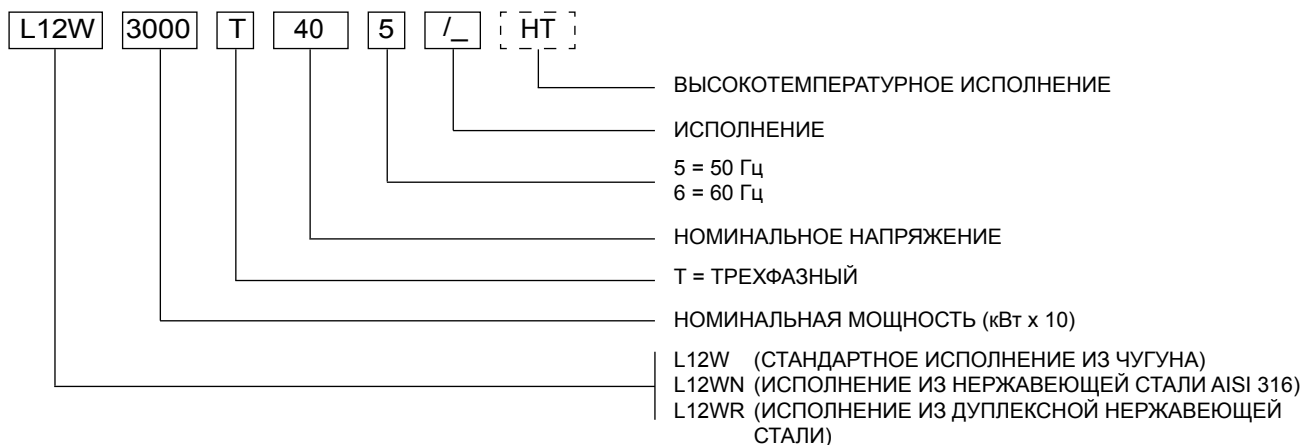 L12W 3000 T 40 5 /_ HT
ВЫСОКОТЕМПЕРАТУРНОЕ ИСПОЛНЕНИЕ
ИСПОЛНЕНИЕ
5 = 50 Гц
6 = 60 Гц
НОМИНАЛЬНОЕ НАПРЯЖЕНИЕ
T = ТРЕХФАЗНЫЙ
НОМИНАЛЬНАЯ МОЩНОСТЬ (кВт x 10)
L12W (СТАНДАРТНОЕ ИСПОЛНЕНИЕ ИЗ ЧУГУНА)
L12WN (ИСПОЛНЕНИЕ ИЗ НЕРЖАВЕЮЩЕЙ СТАЛИ AISI 316)
L12WR (ИСПОЛНЕНИЕ ИЗ ДУПЛЕКСНОЙ НЕРЖАВЕЮЩЕЙ
СТАЛИ)